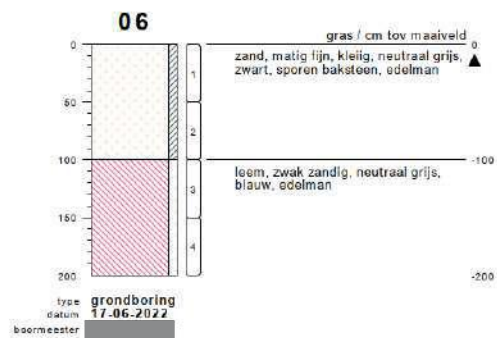 06
gras / cm tov maaiveld
0
0
zand, matig fijn, kleiig, neutraal grijs,
zwart, sporen baksteen, edelman
1
50
2
100
-100
leem, zwak zandig, neutraal grijs,
blauw, edelman
3
150
4
200
-200
type grondboring
datum 17-06-2022
boormeester